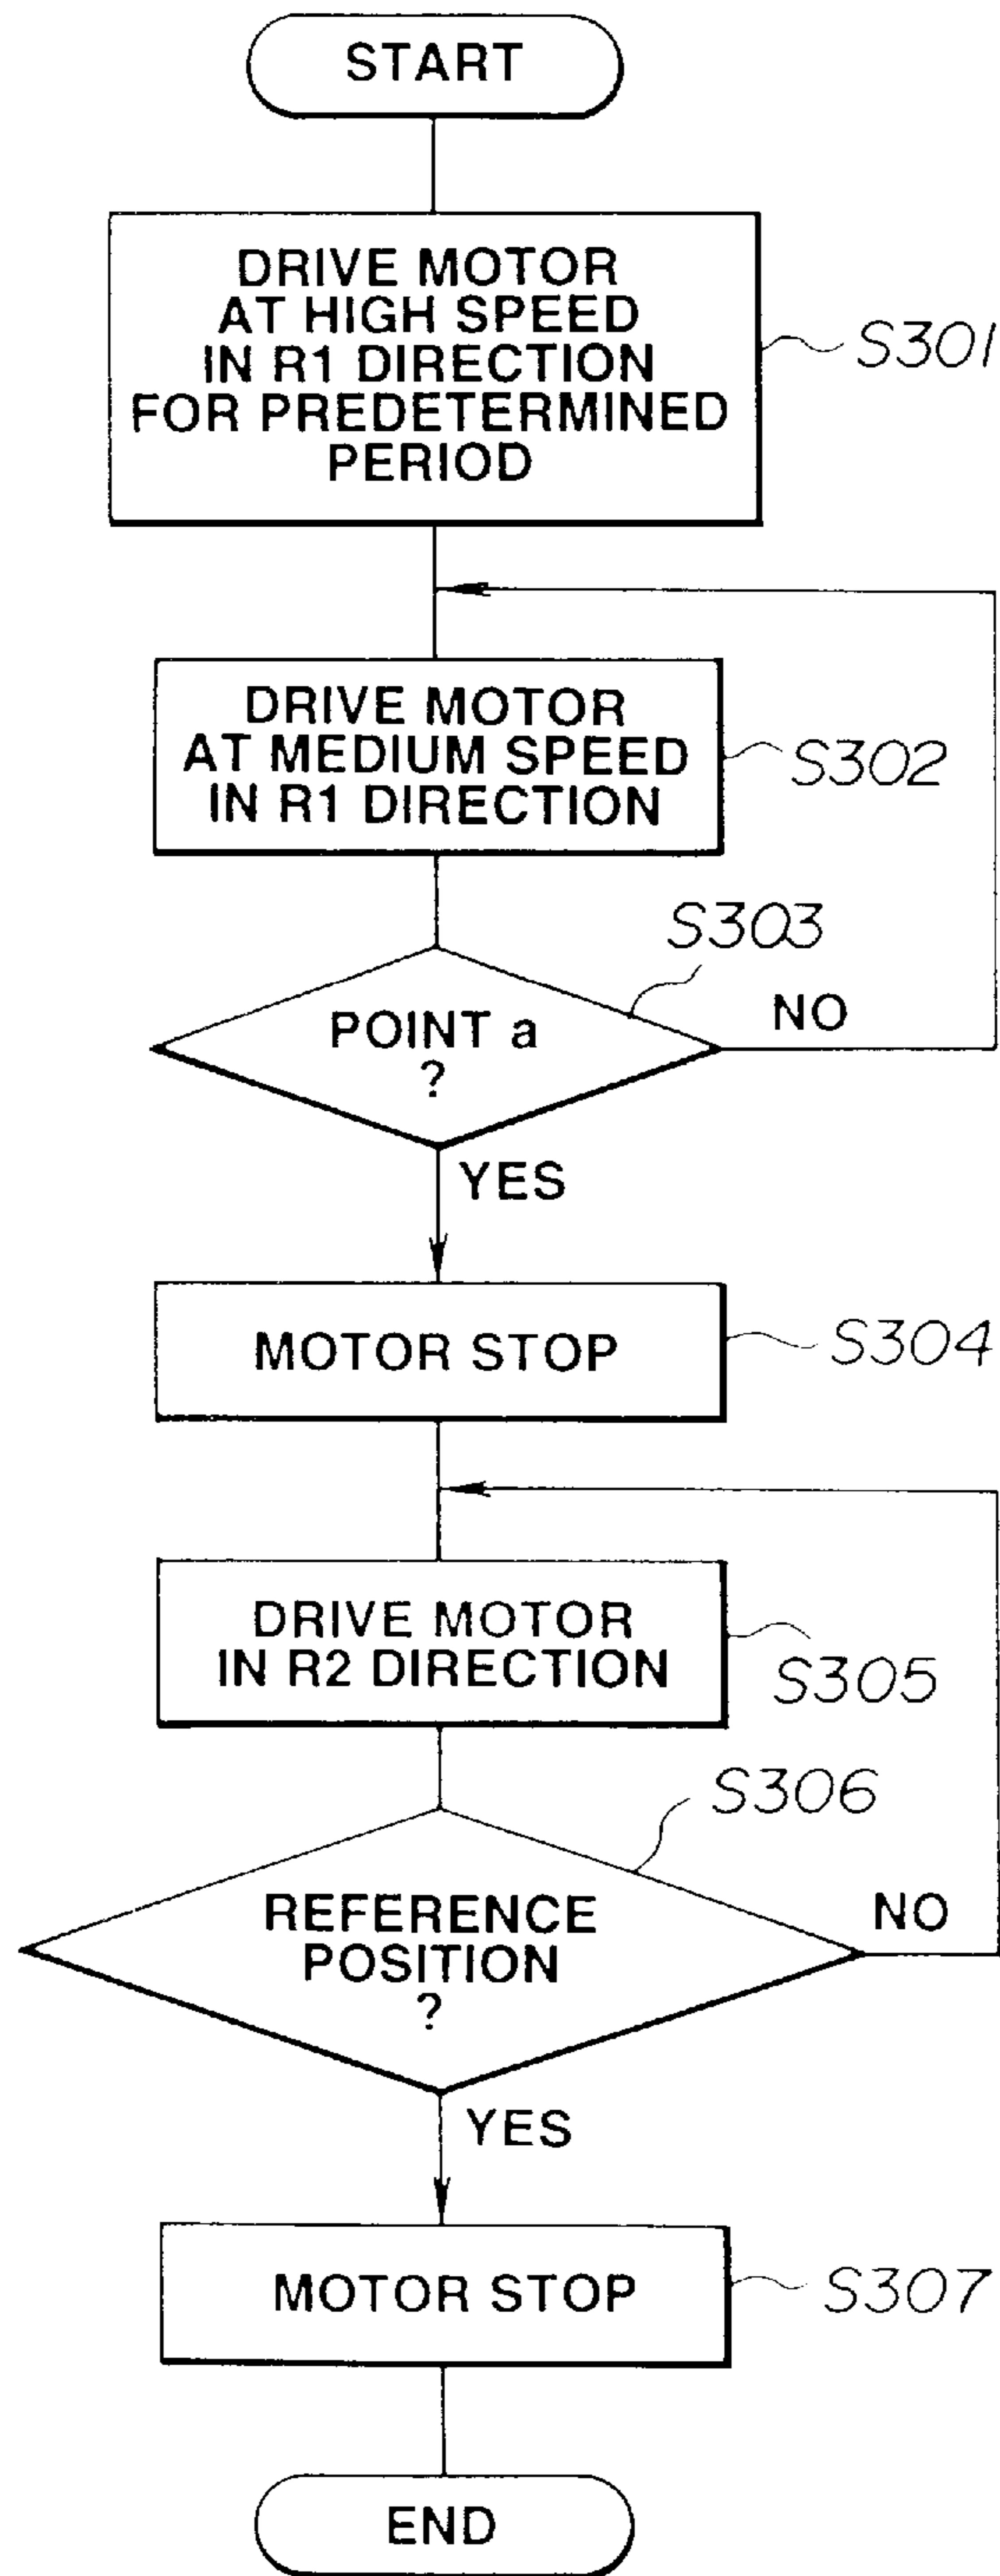 START
DRIVE MOTOR
AT HIGH SPEED
IN R1 DIRECTION
FOR PREDETERMINED
PERIOD
S301
DRIVE MOTOR
AT MEDIUM SPEED
IN R1 DIRECTION
S302
S303
POINT a
?
NO
YES
MOTOR STOP
S304
DRIVE MOTOR
IN R2 DIRECTION
S305
S306
REFERENCE
POSITION
?
NO
YES
MOTOR STOP
S307
END